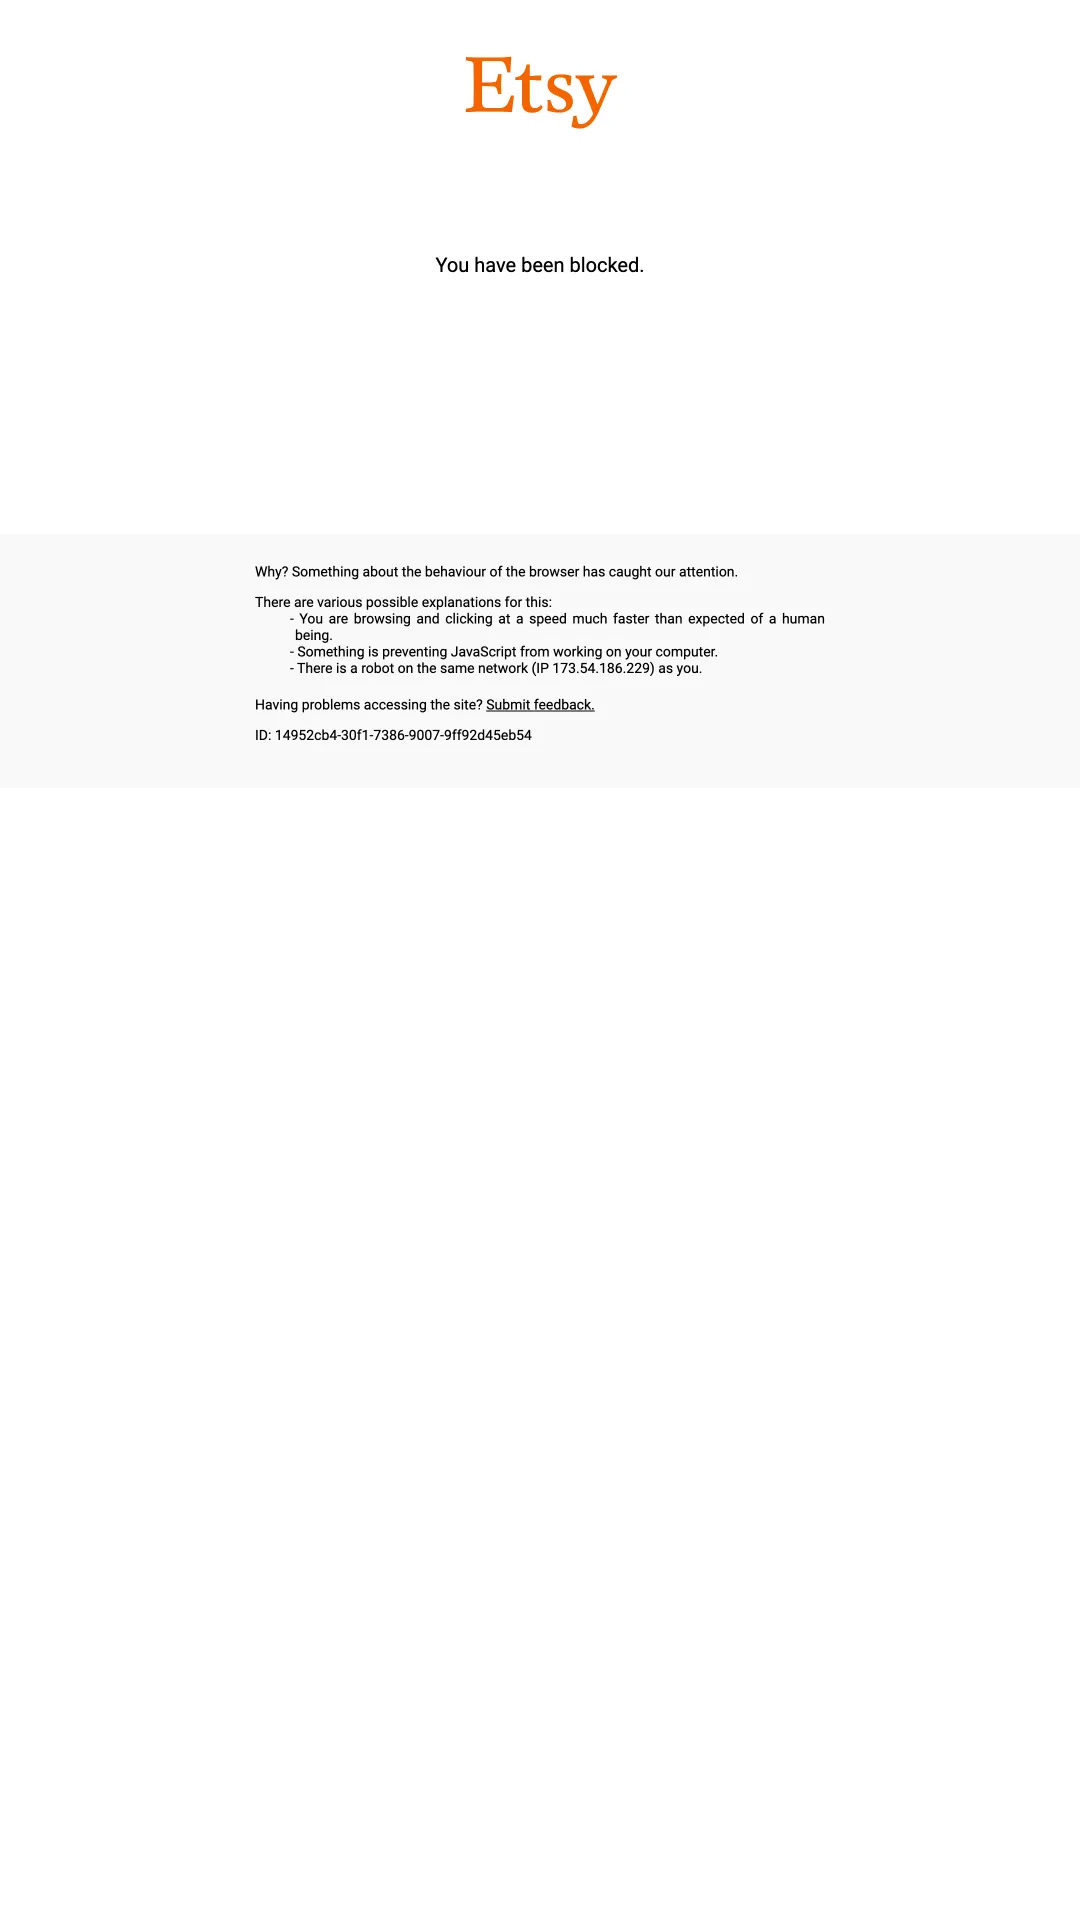 Etsy
You have been blocked.
Why? Something about the behaviour of the browser has caught our attention.
There are various possible explanations for this:
- You are browsing and clicking at a speed much faster than expected of a human
being.
- Something is preventing JavaScript from working on your computer.
- There is a robot on the same network (IP 173.54.186.229) as you.
Having problems accessing the site? Submit feedback.
ID: 14952cb4-30f1-7386-9007-9ff92d45eb54